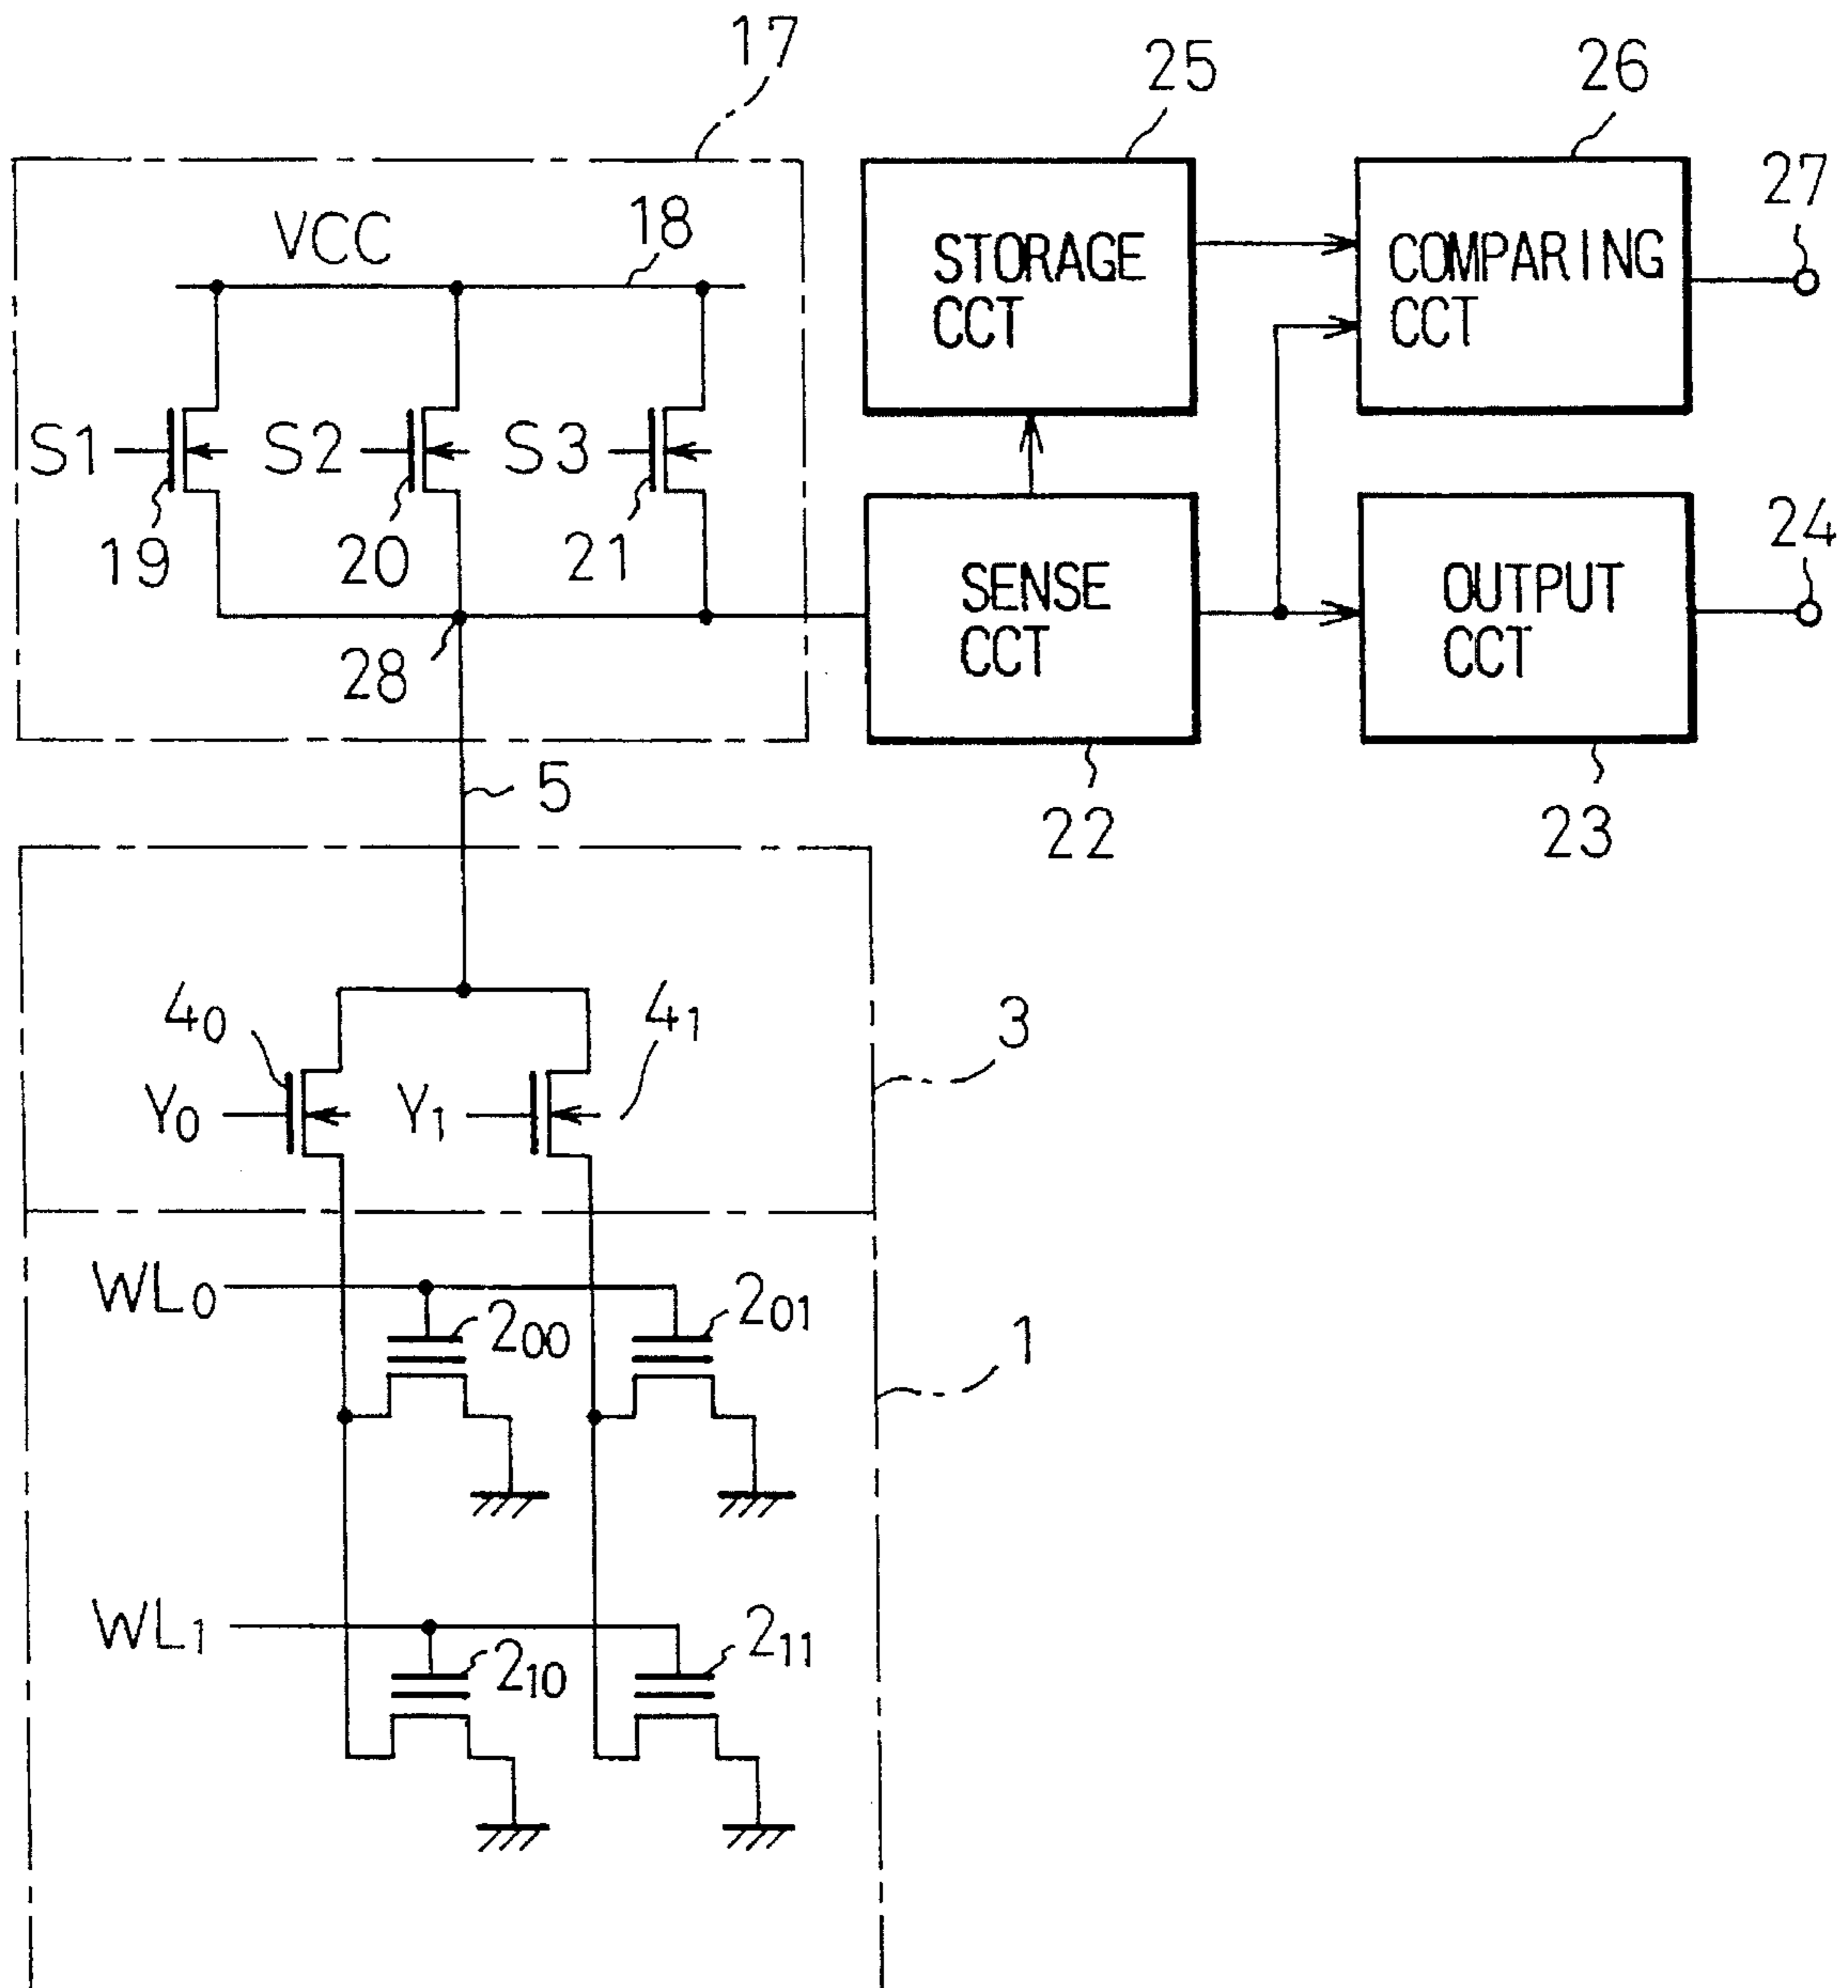 17
25
26
27
VCC
18
STORAGE
CCT
COMPARING
CCT
S1
S2
S3
19
20
21
24
SENSE
CCT
OUTPUT
CCT
28
5
22
23
4₀
4₁
3
Y₀
Y₁
WL₀
2₀₀
2₀₁
1
WL₁
2₁₀
2₁₁